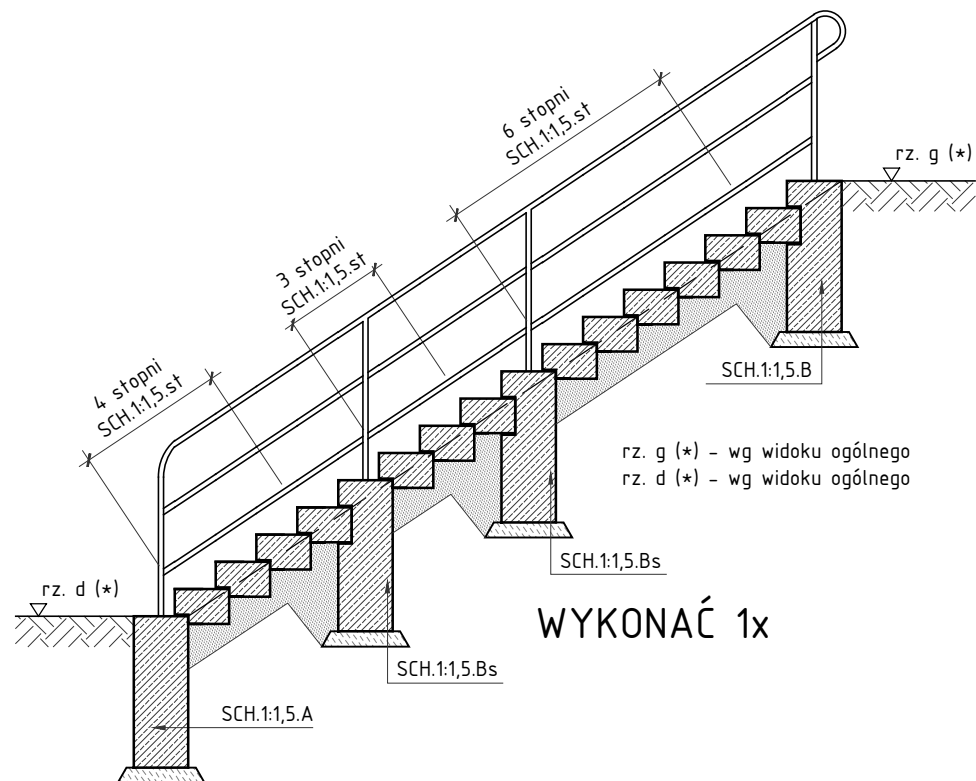 6 stopni
SCH.1:1,5.st
rz. g (*)
3 stopni
SCH.1:1,5.st
4 stopni
SCH.1:1,5.st
SCH.1:1,5.B
rz. g (*) - wg widoku ogólnego
rz. d (*) - wg widoku ogólnego
SCH.1:1,5.Bs
rz. d (*)
WYKONAĆ 1x
SCH.1:1,5.Bs
SCH.1:1,5.A